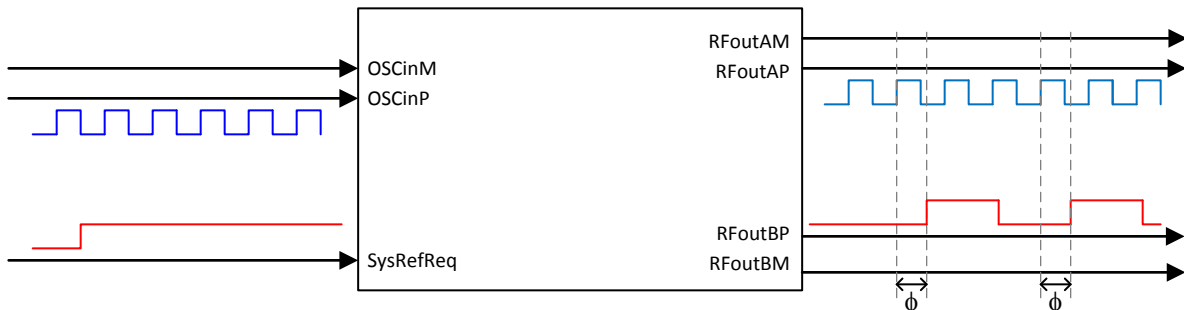 RFoutAM
OSCinM
RFoutAP
OSCinP
RFoutBP
SysRefReq
RFoutBM
ϕ ϕ